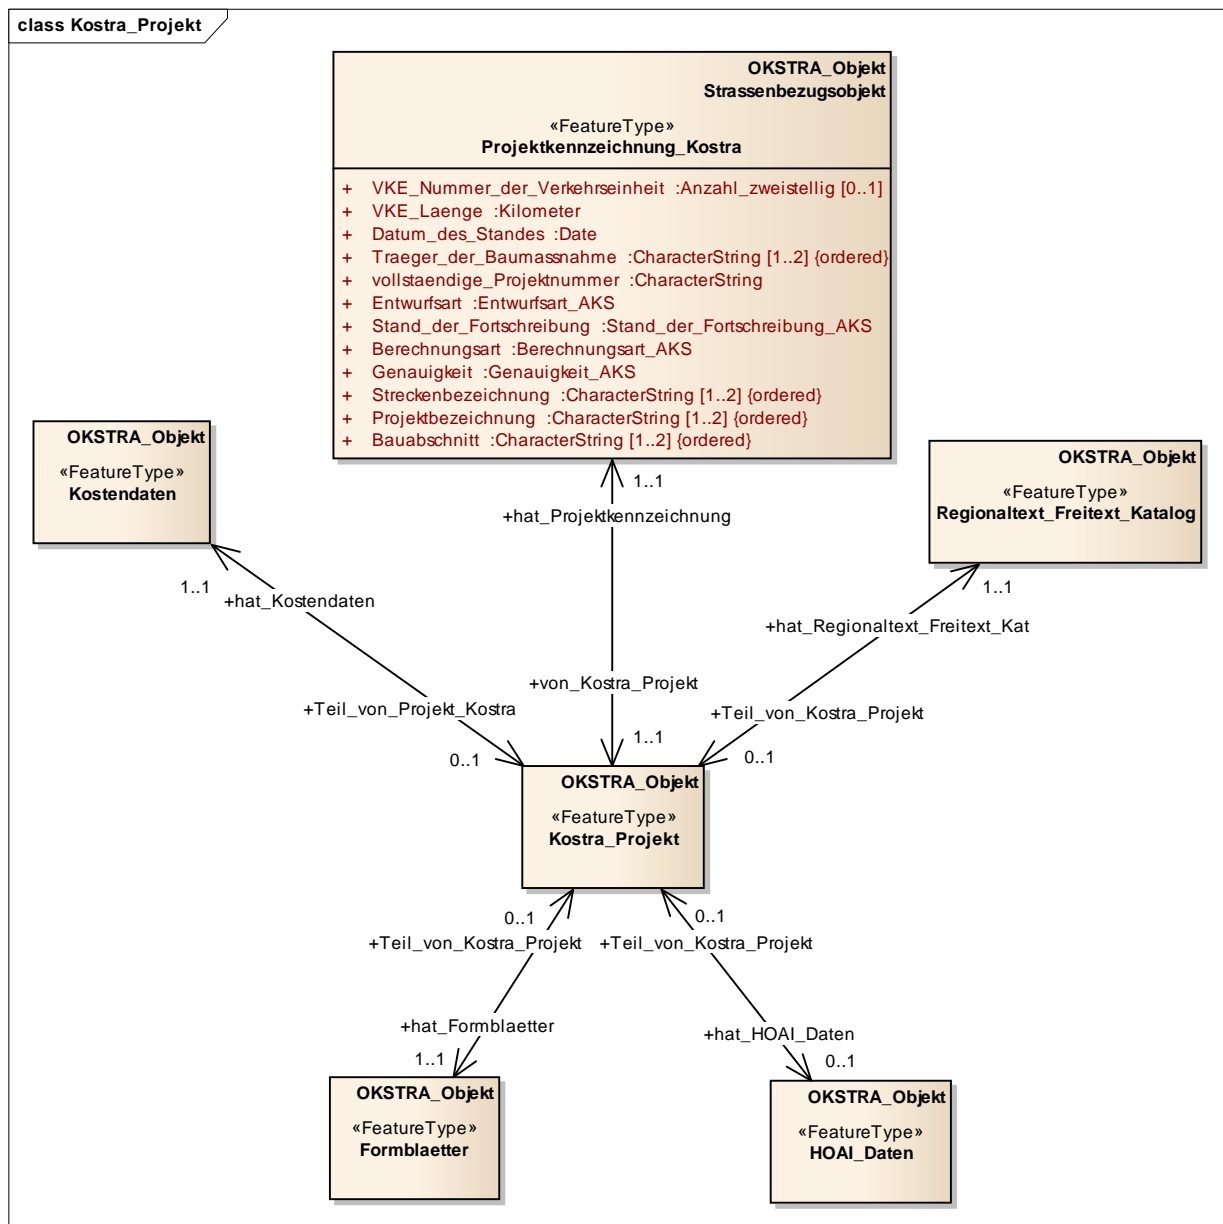 class Kostra_Projekt
OKSTRA_Objekt
Strassenbezugsobjekt
«FeatureType»
Projektkennzeichnung_Kostra
+ VKE_Nummer_der_Verkehrseinheit :Anzahl_zweistellig [0..1]
+ VKE_Laenge :Kilometer
+ Datum_des_Standes :Date
+ Traeger_der_Baumassnahme :CharacterString [1..2] {ordered}
+ vollstaendige_Projektnummer :CharacterString
+ Entwurfsart :Entwurfsart_AKS
+ Stand_der_Fortschreibung :Stand_der_Fortschreibung_AKS
+ Berechnungsart :Berechnungsart_AKS
+ Genauigkeit :Genauigkeit_AKS
+ Streckenbezeichnung :CharacterString [1..2] {ordered}
+ Projektbezeichnung :CharacterString [1..2] {ordered}
+ Bauabschnitt :CharacterString [1..2] {ordered}
OKSTRA_Objekt
«FeatureType»
Kostendaten
OKSTRA_Objekt
«FeatureType»
Regionaltext_Freitext_Katalog
1..1
+hat_Projektkennzeichnung
1..1
+hat_Kostendaten
1..1
+hat_Regionaltext_Freitext_Kat
+von_Kostra_Projekt
1..1
+Teil_von_Projekt_Kostra
0..1
+Teil_von_Kostra_Projekt
0..1
OKSTRA_Objekt
«FeatureType»
Kostra_Projekt
0..1
+Teil_von_Kostra_Projekt
0..1
+Teil_von_Kostra_Projekt
+hat_Formblaetter
1..1
+hat_HOAI_Daten
0..1
OKSTRA_Objekt
«FeatureType»
Formblaetter
OKSTRA_Objekt
«FeatureType»
HOAI_Daten